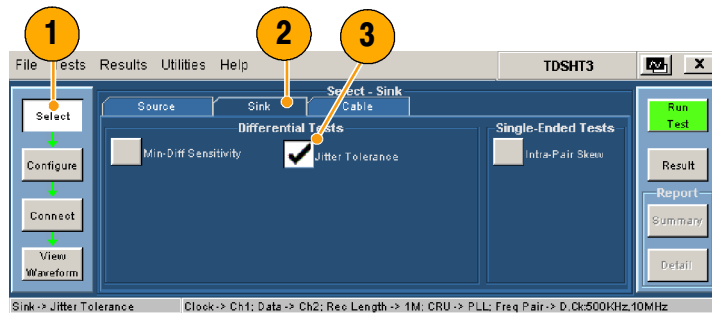 1 2 3
File Tests Results Utilities Help TDSHT3 X
Select - Sink
Source Sink Cable
Select
Run Test
Differential Tests Single-Ended Tests
Min-Diff Sensitivity Jitter Tolerance Intra-Pair Skew
Configure
Result
Report
Connect
Summary
View Waveform
Detail
Sink-> Jitter Tolerance Clock-> Ch1; Data-> Ch2; Rec Length-> 1M; CRU-> PLL; Freq Pair-> D.Ck:500KHz,10MHz